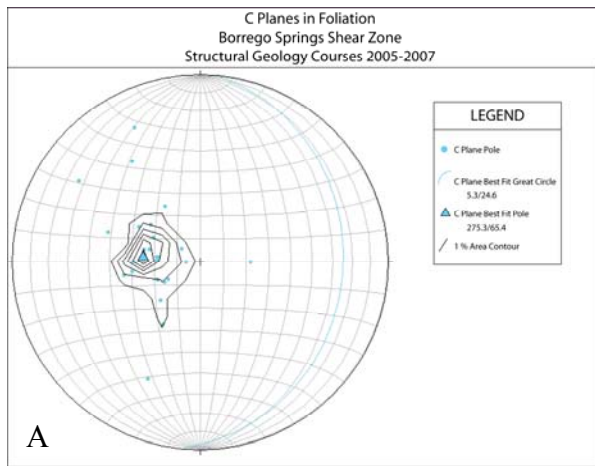 C Planes in Foliation
Borrego Springs Shear Zone
Structural Geology Courses 2005-2007
LEGEND
C Plane Pole
C Plane Best Fit Great Circle
5.3/24.6
C Plane Best Fit Pole
275.3/65.4
1 % Area Contour
A